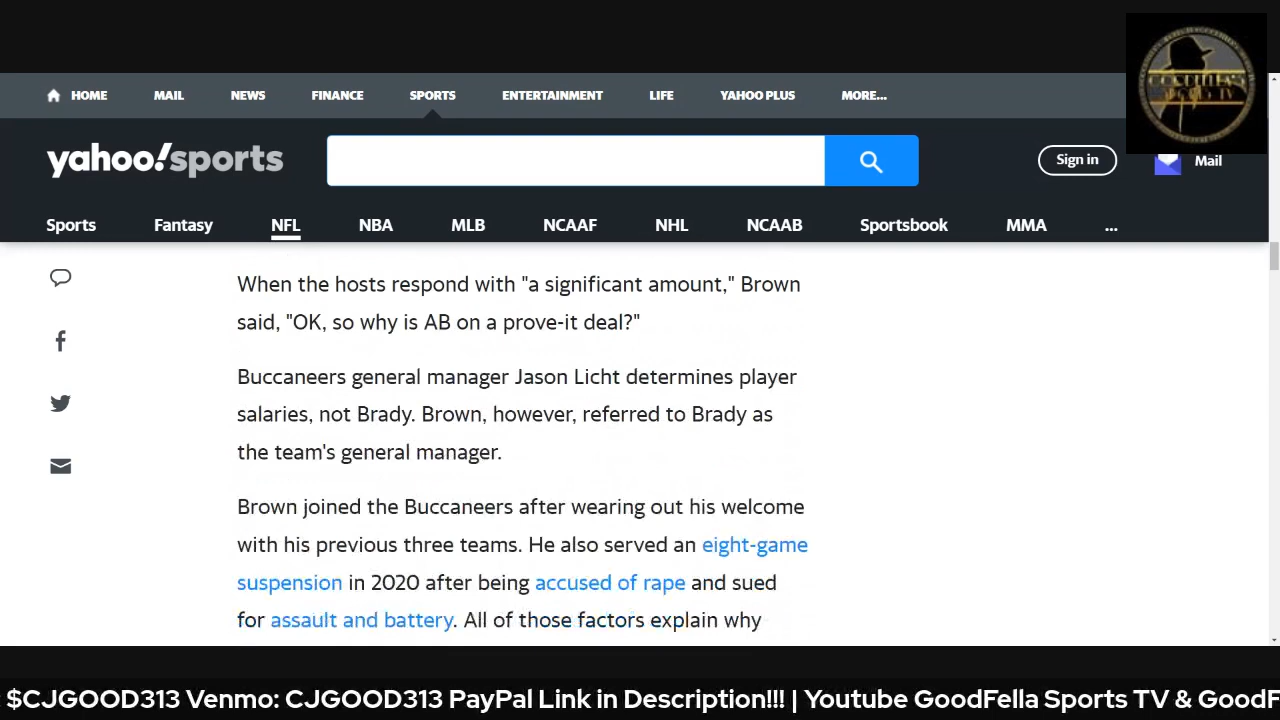 HOME MAIL NEWS FINANCE SPORTS ENTERTAINMENT LIFE YAHOO PLUS MORE...
yahoo!sports
Sign in
Mail
Sports Fantasy NFL NBA MLB NCAAF NHL NCAAB Sportsbook MMA ...
When the hosts respond with "a significant amount," Brown
said, "OK, so why is AB on a prove-it deal?"
Buccaneers general manager Jason Licht determines player
salaries, not Brady. Brown, however, referred to Brady as
the team's general manager.
Brown joined the Buccaneers after wearing out his welcome
with his previous three teams. He also served an eight-game
suspension in 2020 after being accused of rape and sued
for assault and battery. All of those factors explain why
$CJGOOD313 Venmo: CJGOOD313 PayPal Link in Description!!! | Youtube GoodFella Sports TV & GoodF